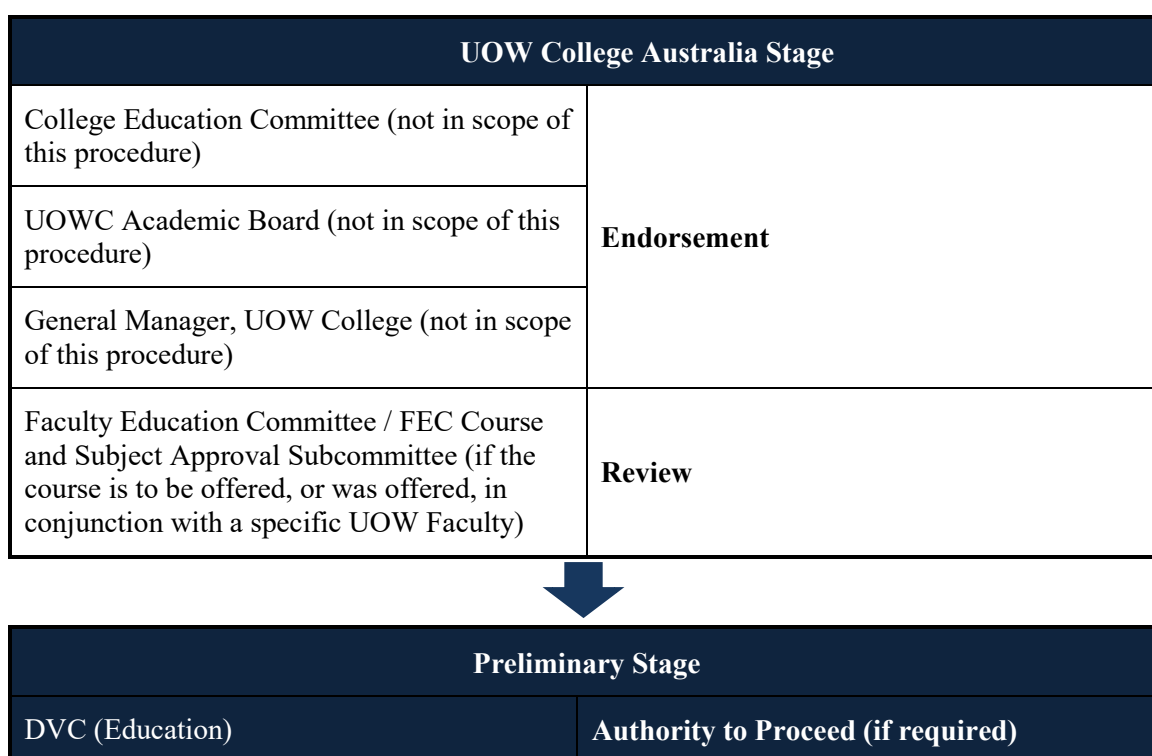 UOW College Australia Stage
College Education Committee (not in scope of
this procedure)
UOWC Academic Board (not in scope of this
procedure)
Endorsement
General Manager, UOW College (not in scope
of this procedure)
Faculty Education Committee / FEC Course
and Subject Approval Subcommittee (if the
course is to be offered, or was offered, in
conjunction with a specific UOW Faculty)
Review
Preliminary Stage
DVC (Education)
Authority to Proceed (if required)